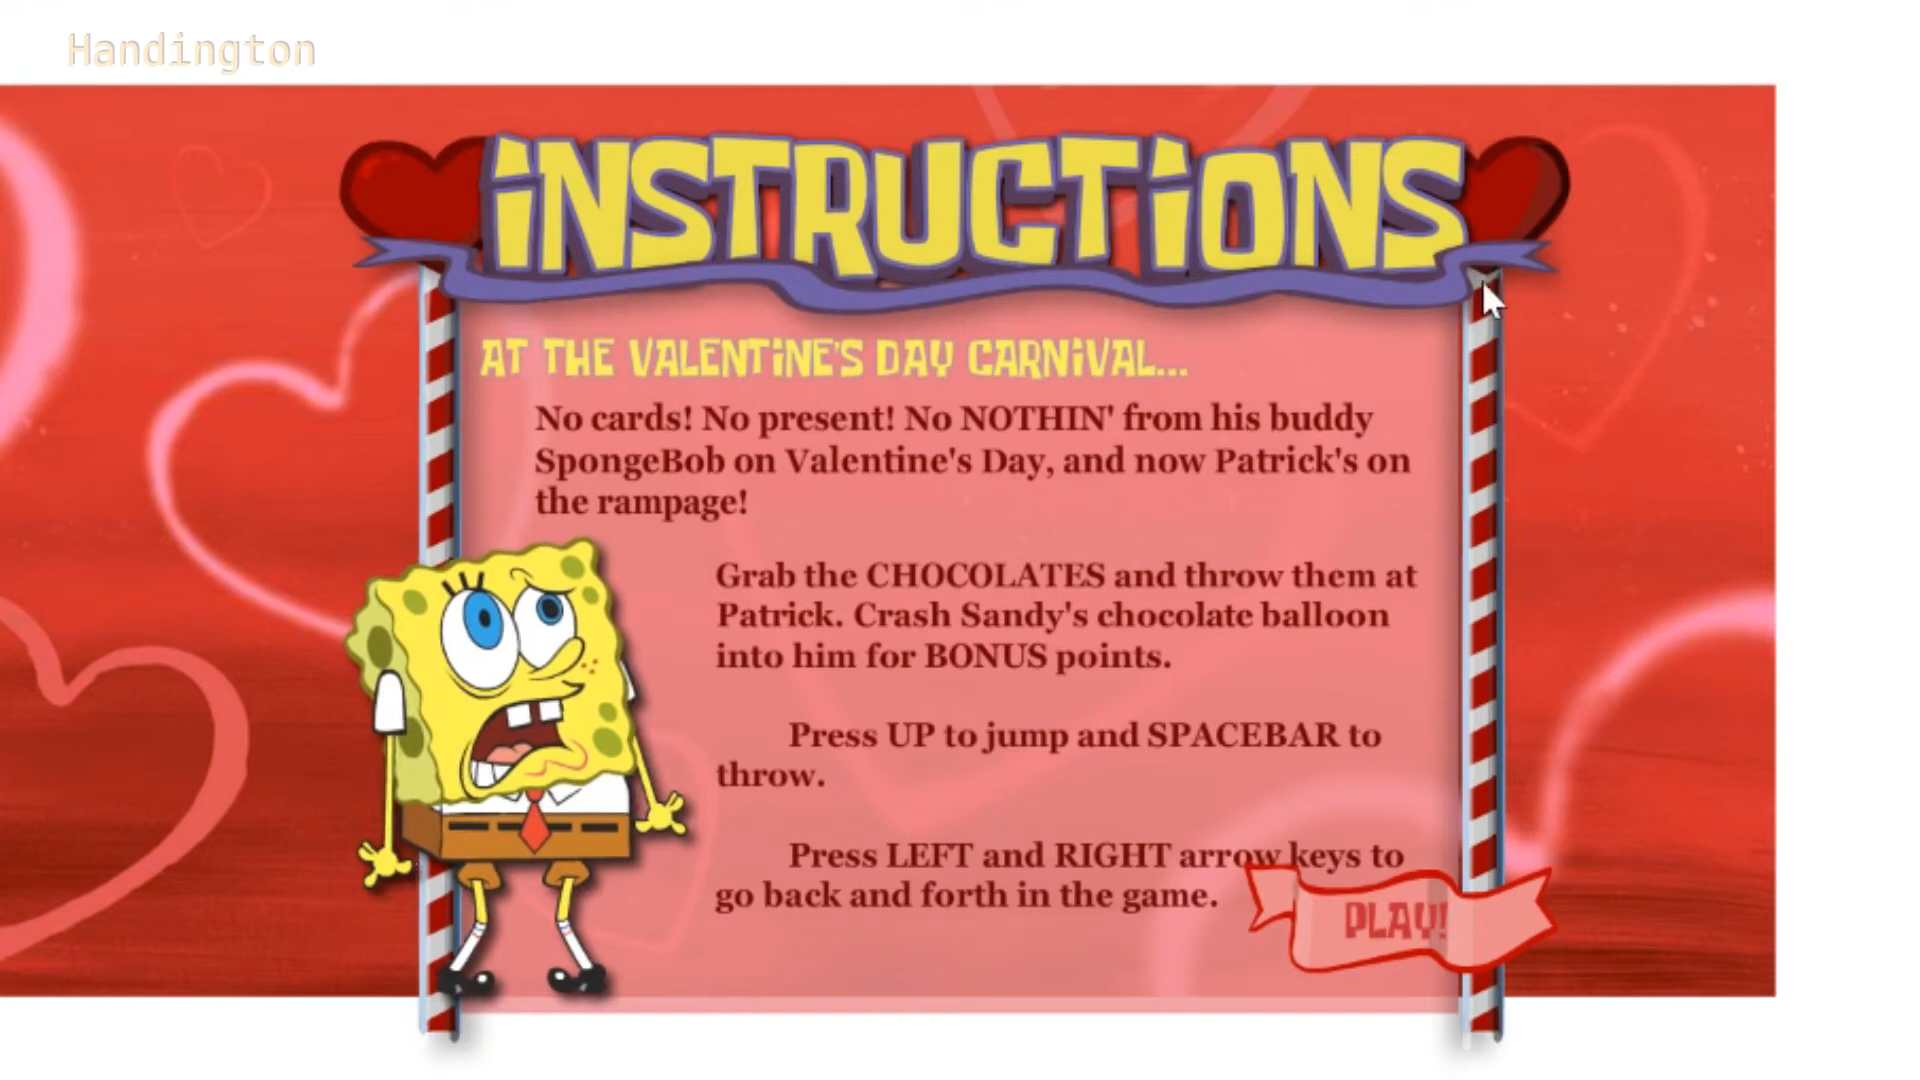 Handington
INSTRUCTIONS
AT THE VALENTINE'S DAY CARNIVAL...
No cards! No present! No NOTHIN' from his buddy
SpongeBob on Valentine's Day, and now Patrick's on
the rampage!
Grab the CHOCOLATES and throw them at
Patrick. Crash Sandy's chocolate balloon
into him for BONUS points.
Press UP to jump and SPACEBAR to
throw.
Press LEFT and RIGHT arrow keys to
go back and forth in the game.
PLAY!